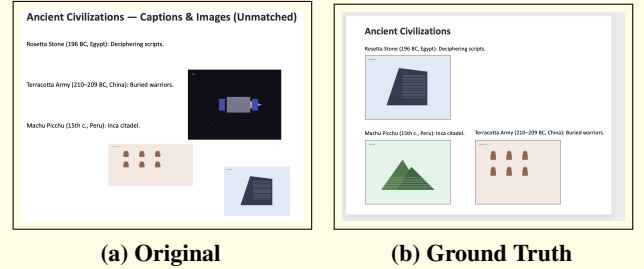 Ancient Civilizations — Captions & Images (Unmatched)
Rosetta Stone (196 BC, Egypt): Deciphering scripts.
Terracotta Army (210–209 BC, China): Buried warriors.
Machu Picchu (15th c., Peru): Inca citadel.
(a) Original
Ancient Civilizations
Rosetta Stone (196 BC, Egypt): Deciphering scripts.
Machu Picchu (15th c., Peru): Inca citadel.
Terracotta Army (210–209 BC, China): Buried warriors.
(b) Ground Truth